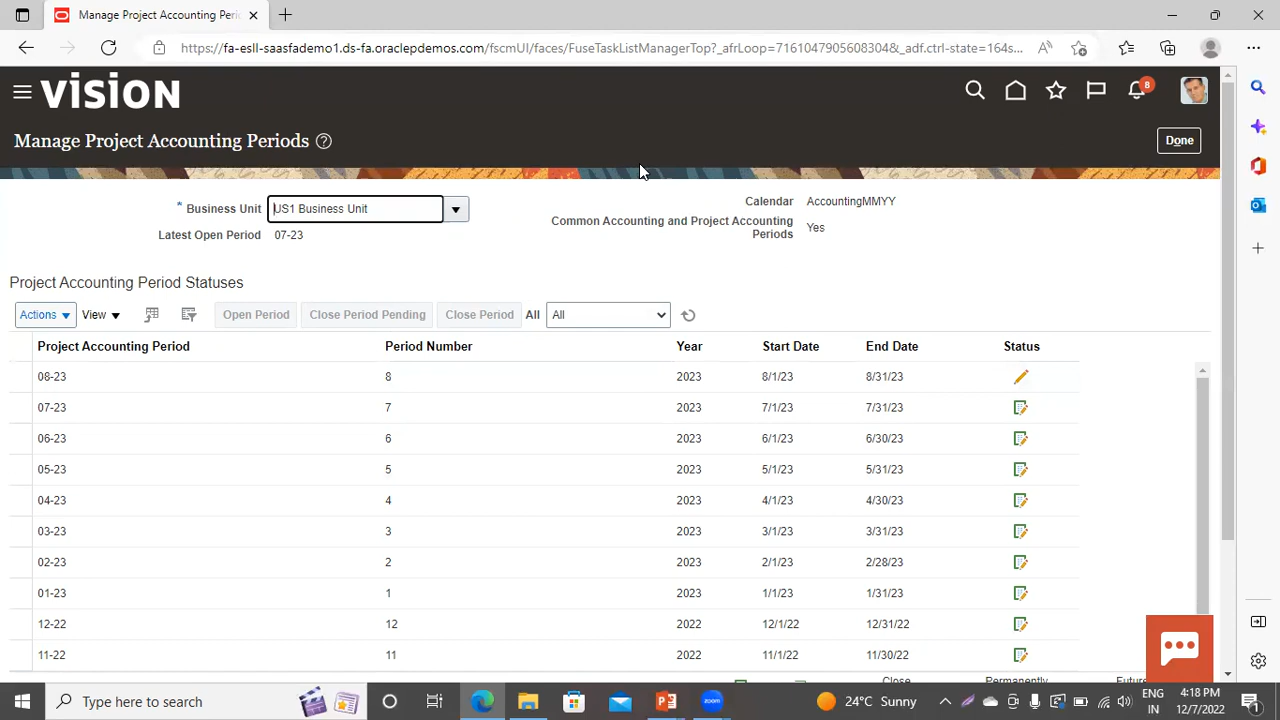 Manage Project Accounting Peri
https://fa-esll-saasfademo1.ds-fa.oraclepdemos.com/fscmUI/faces/FuseTaskListManagerTop?_afrLoop=71610479056083048&_adf.ctrl-state=164s...
VISION
8
Manage Project Accounting Periods
Done
* Business Unit US1 Business Unit
Calendar AccountingMMYY
Latest Open Period 07-23
Common Accounting and Project Accounting
Periods Yes
Project Accounting Period Statuses
Actions View Open Period Close Period Pending Close Period All All
Project Accounting Period Period Number Year Start Date End Date Status
08-23 8 2023 8/1/23 8/31/23
07-23 7 2023 7/1/23 7/31/23
06-23 6 2023 6/1/23 6/30/23
05-23 5 2023 5/1/23 5/31/23
04-23 4 2023 4/1/23 4/30/23
03-23 3 2023 3/1/23 3/31/23
02-23 2 2023 2/1/23 2/28/23
01-23 1 2023 1/1/23 1/31/23
12-22 12 2022 12/1/22 12/31/22
11-22 11 2022 11/1/22 11/30/22
Close Permanently Future
Type here to search
24°C Sunny
ENG
IN
4:18 PM
12/7/2022
1